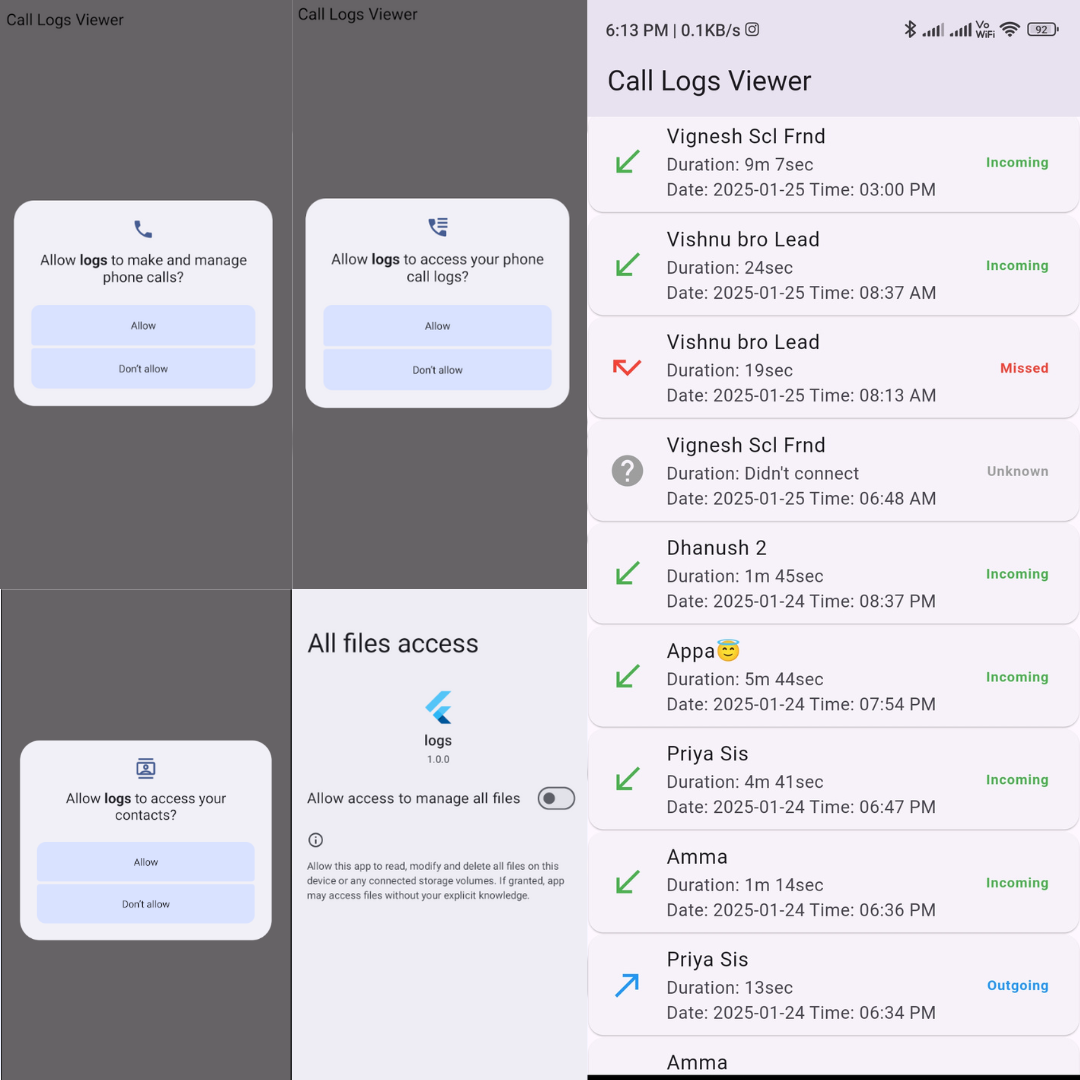 Call Logs Viewer
Allow logs to make and manage
phone calls?
Allow
Don't allow
Call Logs Viewer
Allow logs to access your phone
call logs?
Allow
Don't allow
Allow logs to access your
contacts?
Allow
Don't allow
All files access
logs
1.0.0
Allow access to manage all files
Allow this app to read, modify and delete all files on this
device or any connected storage volumes. If granted, app
may access files without your explicit knowledge.
6:13 PM | 0.1KB/s Vo WiFi 92
Call Logs Viewer
Vignesh Scl Frnd
Duration: 9m 7sec
Incoming
Date: 2025-01-25 Time: 03:00 PM
Vishnu bro Lead
Duration: 24sec
Incoming
Date: 2025-01-25 Time: 08:37 AM
Vishnu bro Lead
Duration: 19sec
Missed
Date: 2025-01-25 Time: 08:13 AM
Vignesh Scl Frnd
Duration: Didn't connect
Unknown
Date: 2025-01-25 Time: 06:48 AM
Dhanush 2
Duration: 1m 45sec
Incoming
Date: 2025-01-24 Time: 08:37 PM
Appa😇
Duration: 5m 44sec
Incoming
Date: 2025-01-24 Time: 07:54 PM
Priya Sis
Duration: 4m 41sec
Incoming
Date: 2025-01-24 Time: 06:47 PM
Amma
Duration: 1m 14sec
Incoming
Date: 2025-01-24 Time: 06:36 PM
Priya Sis
Duration: 13sec
Outgoing
Date: 2025-01-24 Time: 06:34 PM
Amma